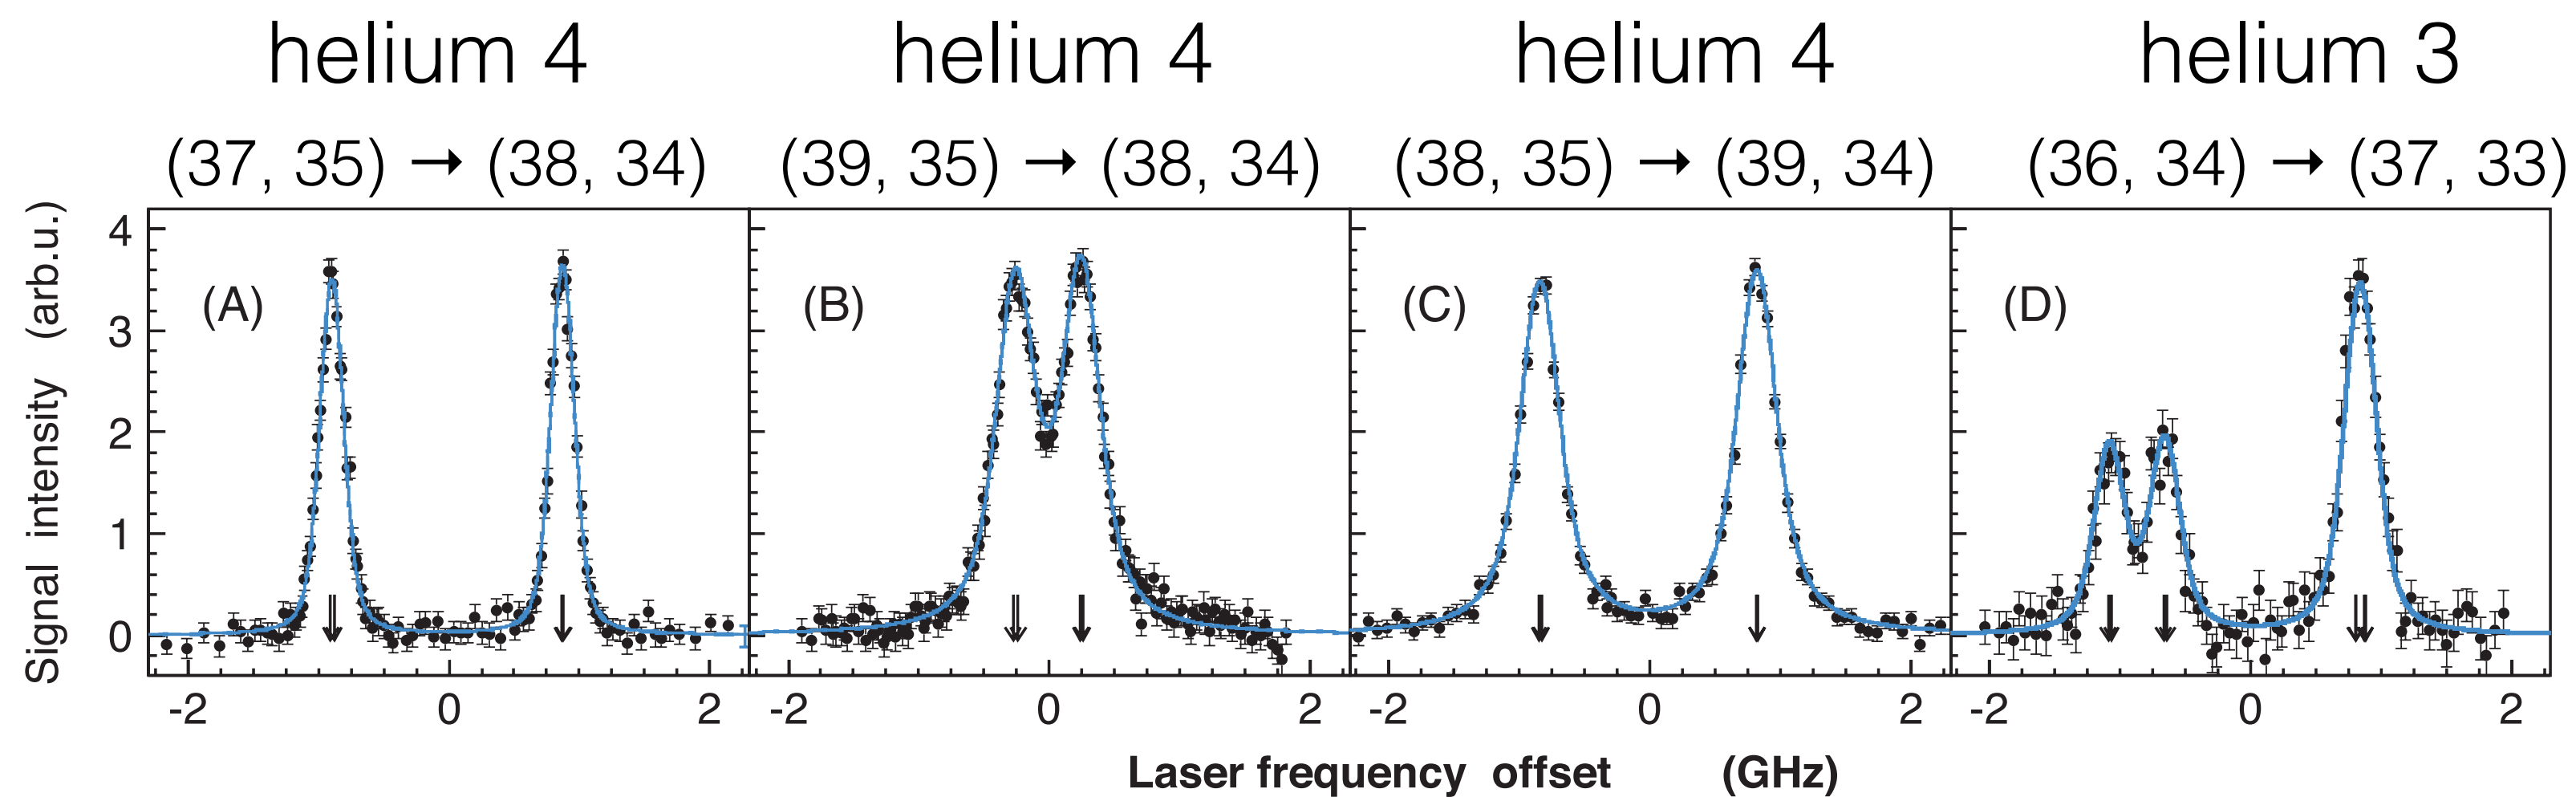 helium 4 helium 4 helium 4 helium 3
(37, 35) → (38, 34) (39, 35) → (38, 34) (38, 35) → (39, 34) (36, 34) → (37, 33)
Signal intensity (arb.u.)
4
3
2
1
0
(A) (B) (C) (D)
-2 0 2 -2 0 2 -2 0 2 -2 0 2
Laser frequency offset (GHz)